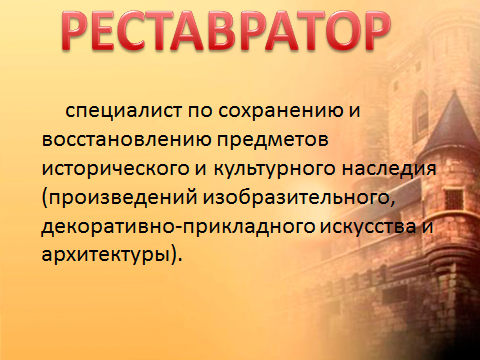 РЕСТАВРАТОР
специалист по сохранению и
восстановлению предметов
исторического и культурного наследия
(произведений изобразительного,
декоративно-прикладного искусства и
архитектуры).